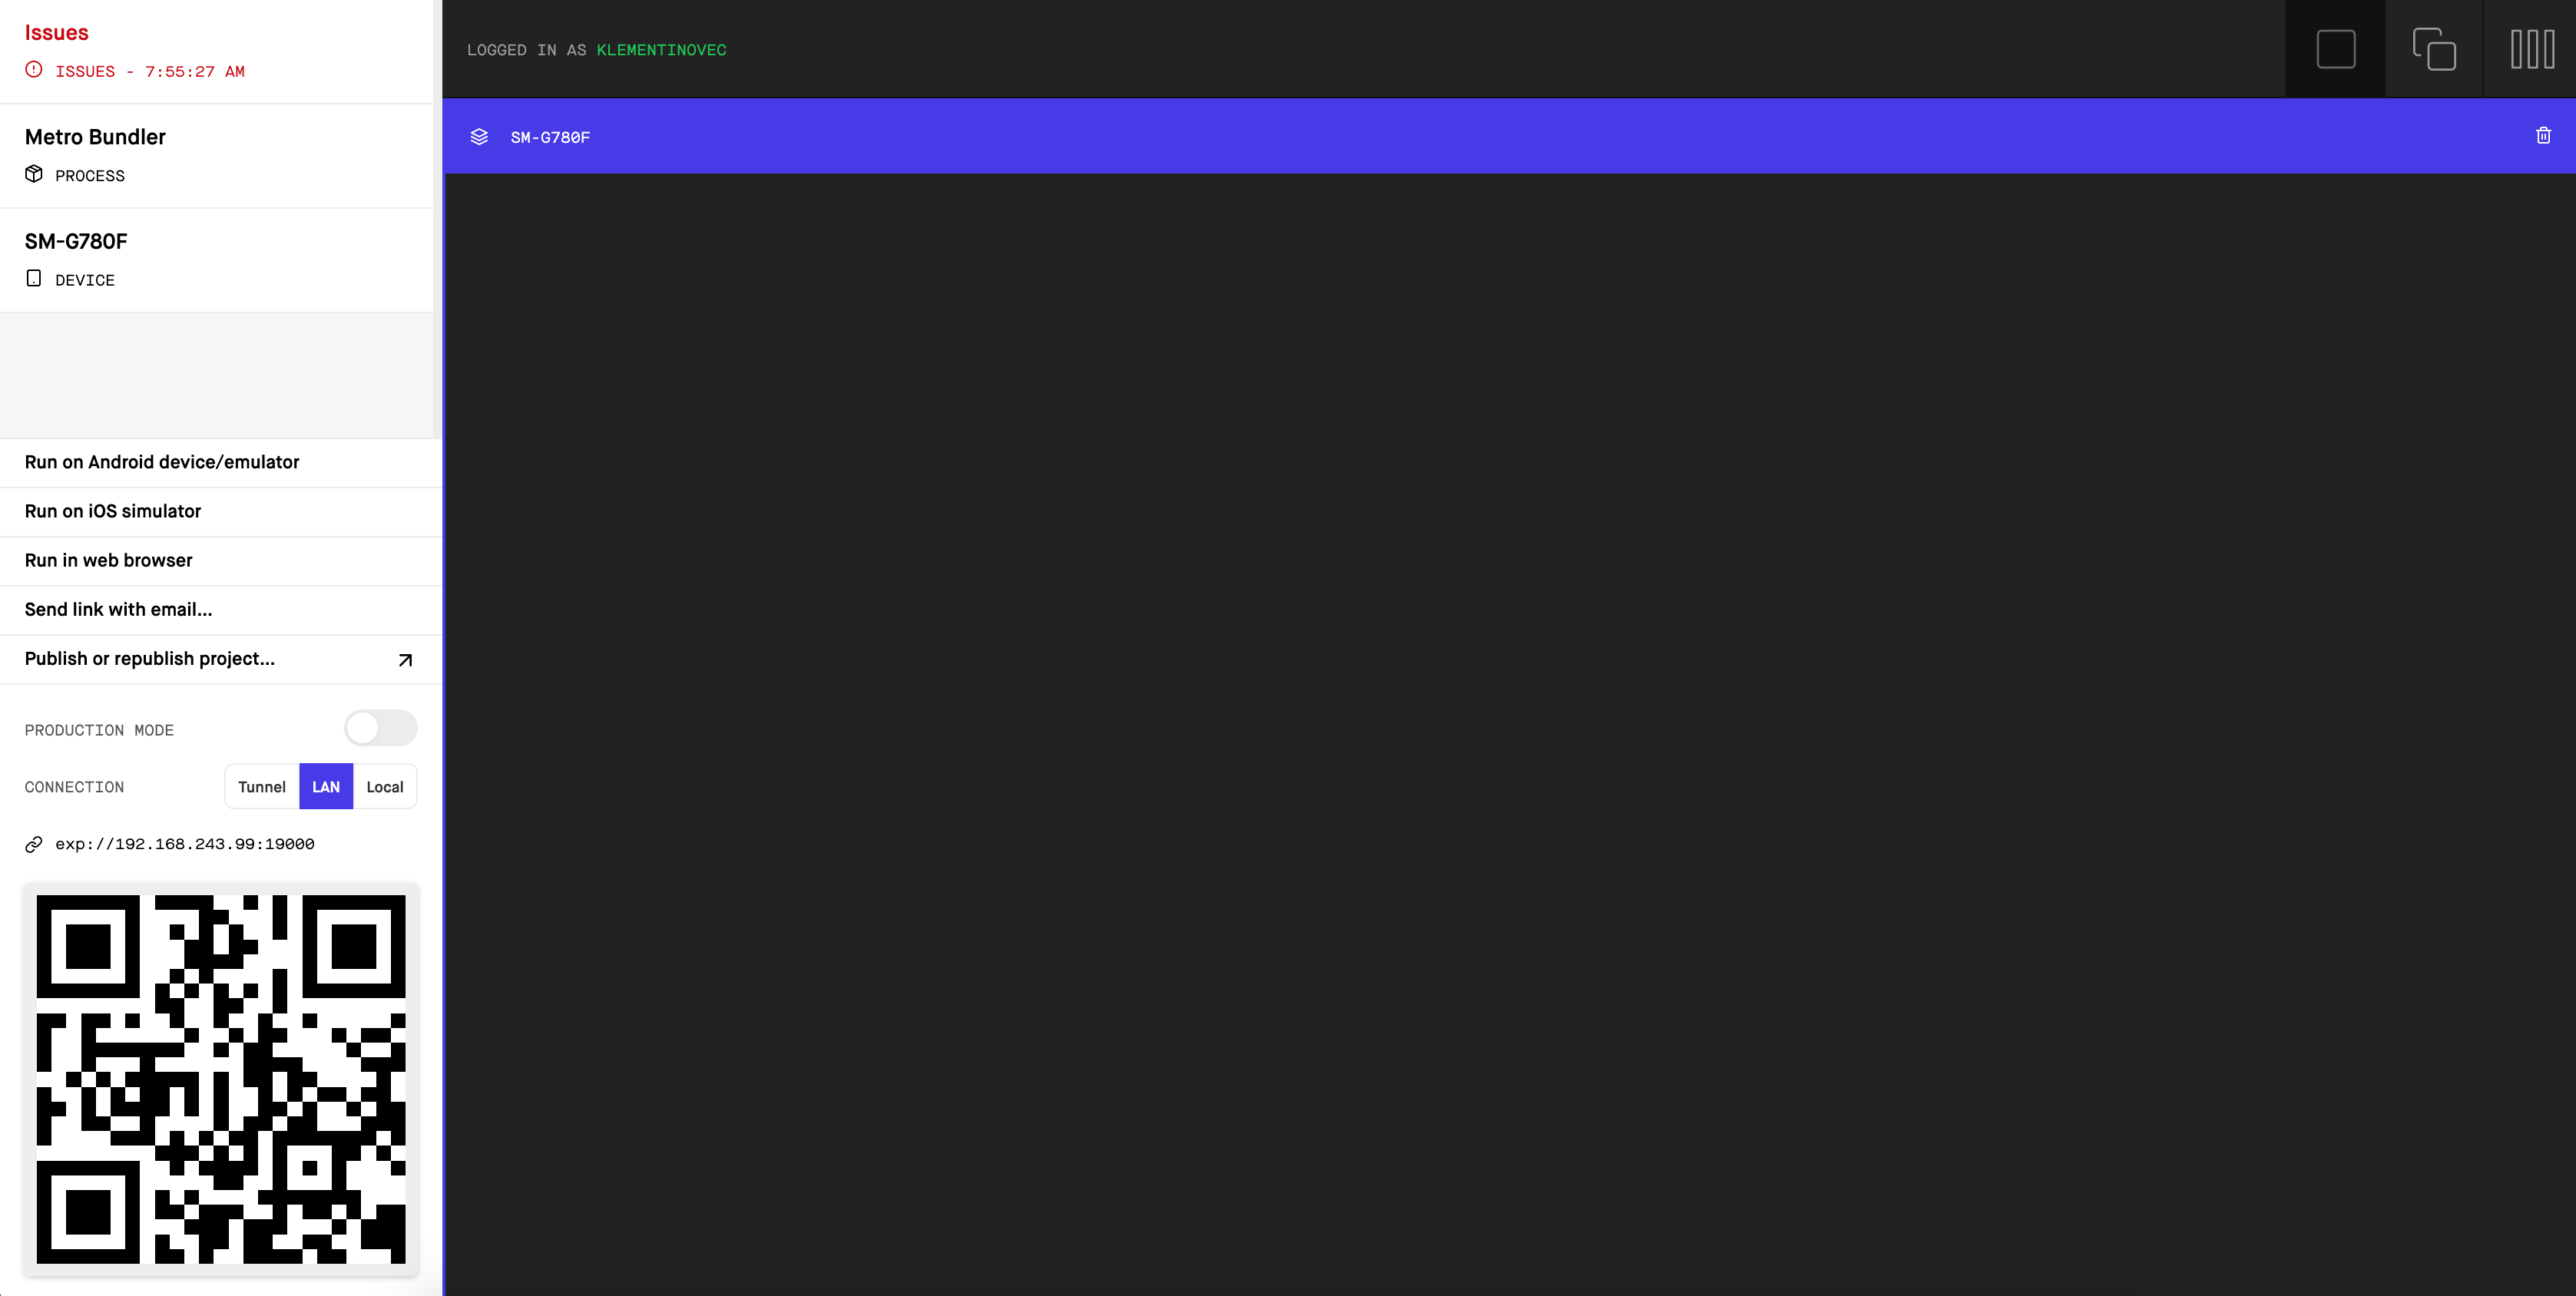 Issues
ISSUES - 7:55:27 AM
Metro Bundler
PROCESS
SM-G780F
DEVICE
Run on Android device/emulator
Run on iOS simulator
Run in web browser
Send link with email...
Publish or republish project...
PRODUCTION MODE
CONNECTION Tunnel LAN Local
exp://192.168.243.99:19000
LOGGED IN AS KLEMENTINOVEC
SM-G780F